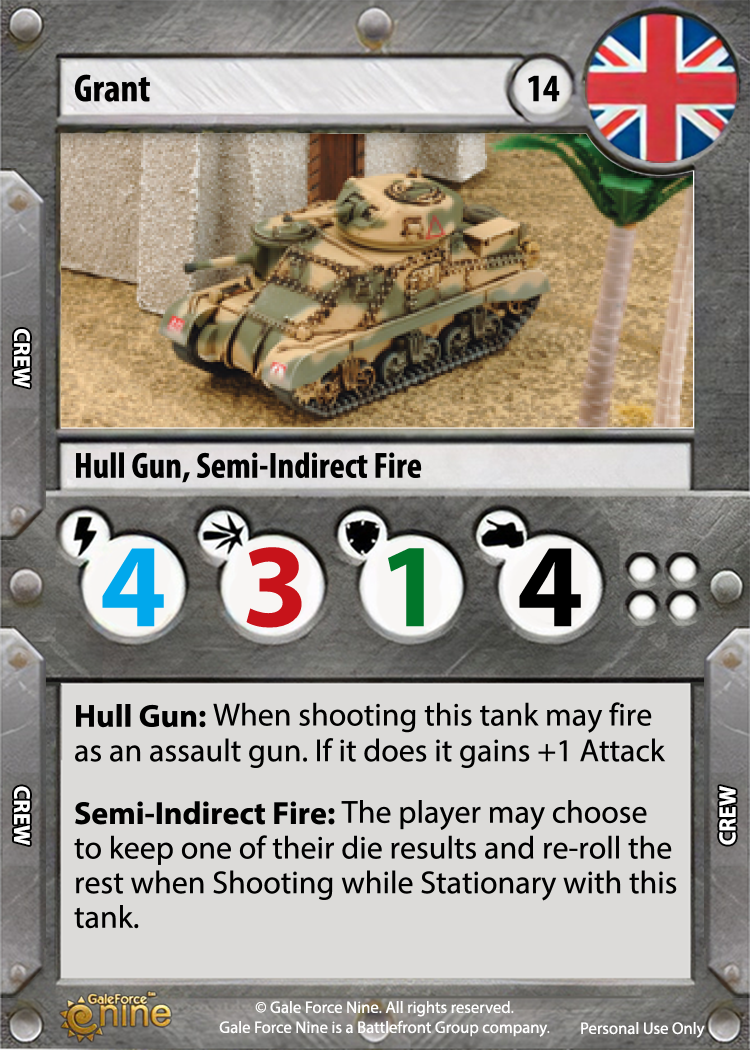 Grant
14
CREW
Hull Gun, Semi-Indirect Fire
4 3 1 4
Hull Gun: When shooting this tank may fire
as an assault gun. If it does it gains +1 Attack
Semi-Indirect Fire: The player may choose
to keep one of their die results and re-roll the
rest when Shooting while Stationary with this
tank.
CREW
CREW
GaleForce™
nine
© Gale Force Nine. All rights reserved.
Gale Force Nine is a Battlefront Group company.
Personal Use Only